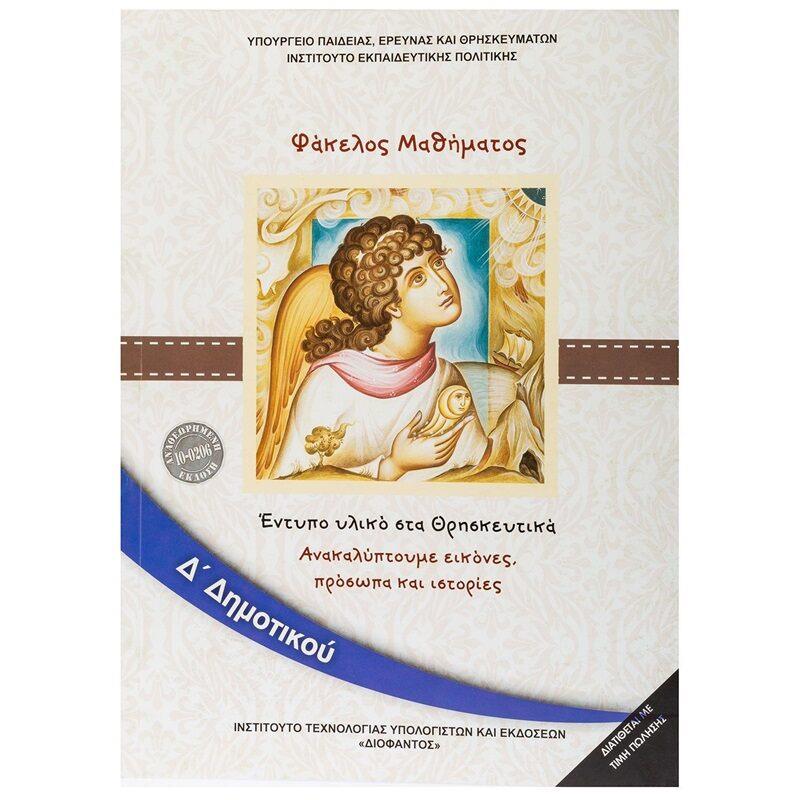 ΥΠΟΥΡΓΕΙΟ ΠΑΙΔΕΙΑΣ, ΕΡΕΥΝΑΣ ΚΑΙ ΘΡΗΣΚΕΥΜΑΤΩΝ
ΙΝΣΤΙΤΟΥΤΟ ΕΚΠΑΙΔΕΥΤΙΚΗΣ ΠΟΛΙΤΙΚΗΣ
Φάκελος Μαθήματος
ΑΝΑΘΕΩΡΗΜΕΝΗ
10-0206
ΕΚΔΟΣΗ
Έντυπο υλικό στα Θρησκευτικά
Ανακαλύπτουμε εικόνες,
πρόσωπα και ιστορίες
Δ΄ Δημοτικού
ΙΝΣΤΙΤΟΥΤΟ ΤΕΧΝΟΛΟΓΙΑΣ ΥΠΟΛΟΓΙΣΤΩΝ ΚΑΙ ΕΚΔΟΣΕΩΝ
«ΔΙΟΦΑΝΤΟΣ»
ΔΙΑΤΙΘΕΤΑΙ ΜΕ
ΤΙΜΗ ΠΩΛΗΣΗΣ